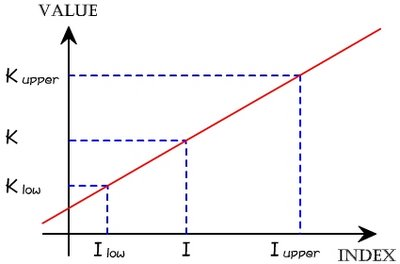 VALUE
K upper
K
K low
I low I I upper
INDEX